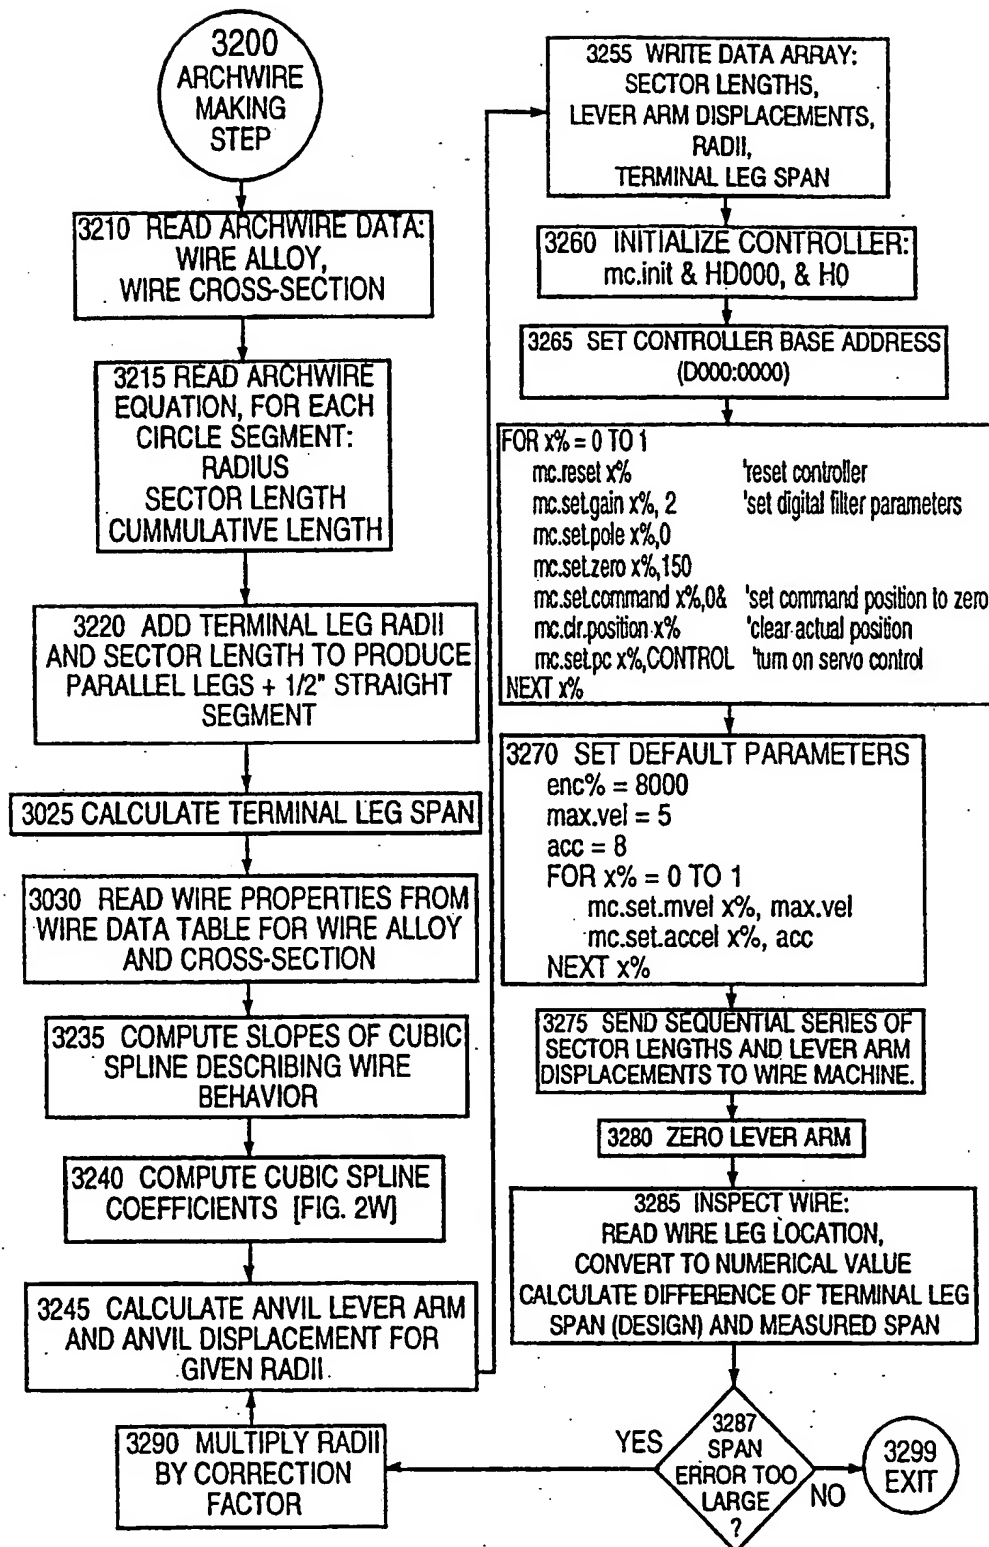 3200
ARCHWIRE
MAKING
STEP
3210 READ ARCHWIRE DATA:
WIRE ALLOY,
WIRE CROSS-SECTION
3215 READ ARCHWIRE
EQUATION, FOR EACH
CIRCLE SEGMENT:
RADIUS
SECTOR LENGTH
CUMMULATIVE LENGTH
3220 ADD TERMINAL LEG RADII
AND SECTOR LENGTH TO PRODUCE
PARALLEL LEGS + 1/2" STRAIGHT
SEGMENT
3025 CALCULATE TERMINAL LEG SPAN
3030 READ WIRE PROPERTIES FROM
WIRE DATA TABLE FOR WIRE ALLOY
AND CROSS-SECTION
3235 COMPUTE SLOPES OF CUBIC
SPLINE DESCRIBING WIRE
BEHAVIOR
3240 COMPUTE CUBIC SPLINE
COEFFICIENTS [FIG. 2W]
3245 CALCULATE ANVIL LEVER ARM
AND ANVIL DISPLACEMENT FOR
GIVEN RADII
3290 MULTIPLY RADII
BY CORRECTION
FACTOR
3255 WRITE DATA ARRAY:
SECTOR LENGTHS,
LEVER ARM DISPLACEMENTS,
RADII,
TERMINAL LEG SPAN
3260 INITIALIZE CONTROLLER:
mc.init & HD000, & H0
3265 SET CONTROLLER BASE ADDRESS
(D000:0000)
FOR x% = 0 TO 1
mc.reset x% 'reset controller
mc.set.gain x%, 2 'set digital filter parameters
mc.set.pole x%,0
mc.set.zero x%,150
mc.set.command x%,0& 'set command position to zero
mc.clr.position x% 'clear actual position
mc.set.pc x%,CONTROL 'turn on servo control
NEXT x%
3270 SET DEFAULT PARAMETERS
enc% = 8000
max.vel = 5
acc = 8
FOR x% = 0 TO 1
mc.set.mvel x%, max.vel
mc.set.accel x%, acc
NEXT x%
3275 SEND SEQUENTIAL SERIES OF
SECTOR LENGTHS AND LEVER ARM
DISPLACEMENTS TO WIRE MACHINE.
3280 ZERO LEVER ARM
3285 INSPECT WIRE:
READ WIRE LEG LOCATION,
CONVERT TO NUMERICAL VALUE
CALCULATE DIFFERENCE OF TERMINAL LEG
SPAN (DESIGN) AND MEASURED SPAN
3287
SPAN
ERROR TOO
LARGE
?
YES
NO
3299
EXIT